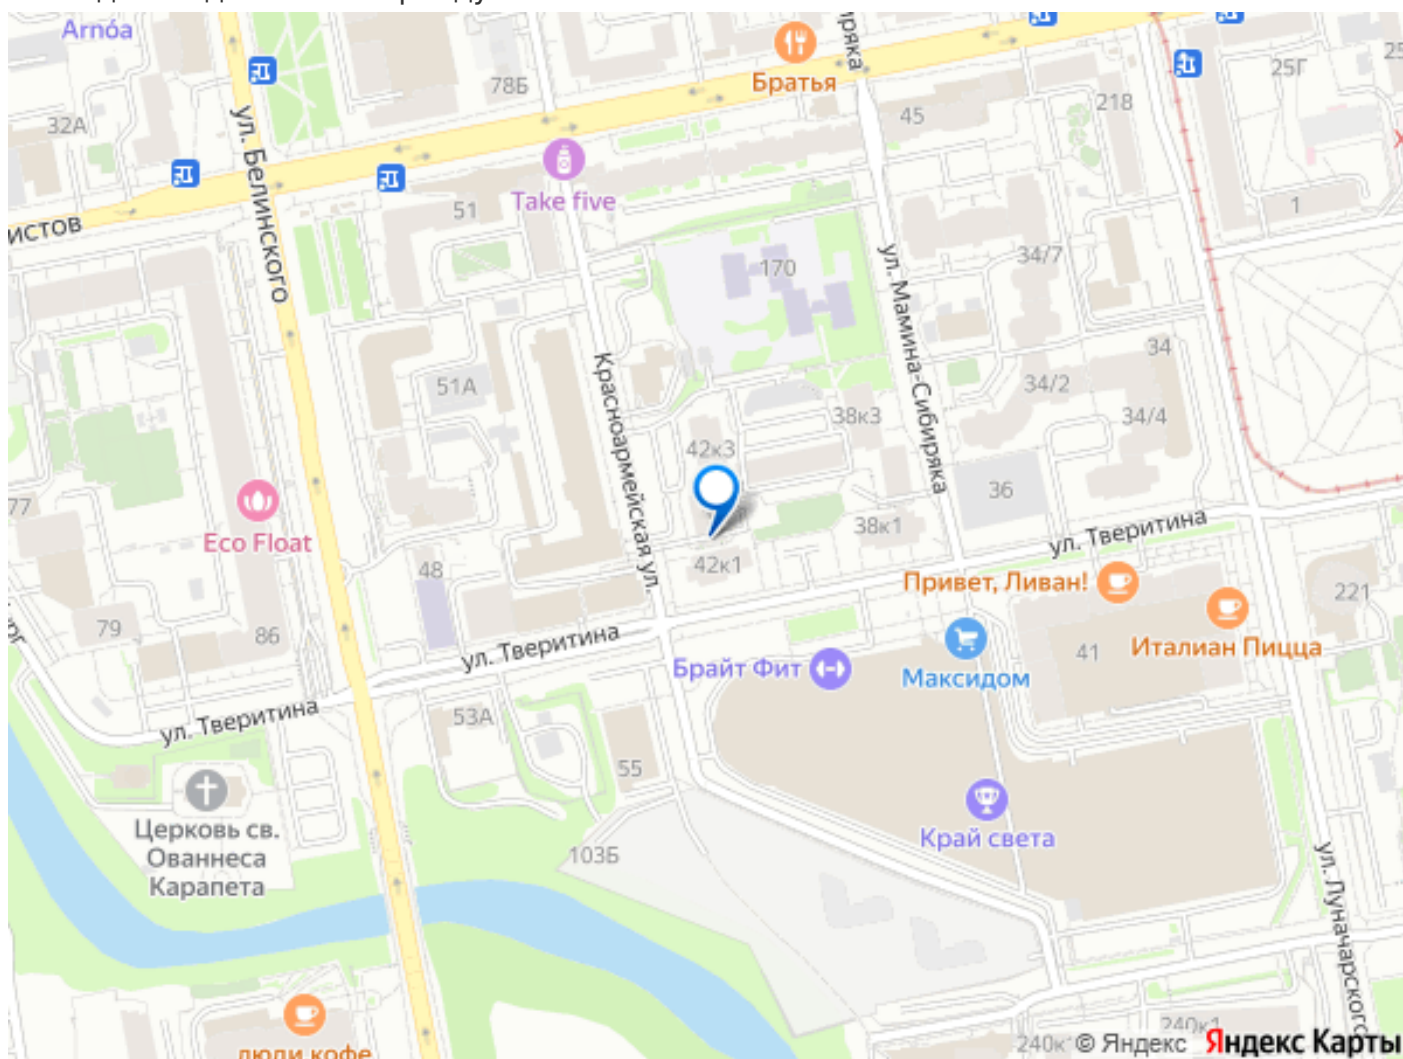 Arnóa
32А
78Б
Братья
45
218
25Г
ул. Белинского
51
Take five
1
170
34/7
ул. Мамина-Сибиряка
51А
Красноармейская ул.
34
34/2
34/4
38к3
42к3
77
Eco Float
36
38к1
ул. Тверитина
42к1
48
Привет, Ливан!
221
79
86
ул. Тверитина
Италиан Пицца
41
Брайт Фит
Максидом
ул. Тверитина
53А
55
Церковь св.
Ованнеса
Карапета
103Б
Край света
ул. Луначарского
люди кофе
240к1
© Яндекс Яндекс Карты